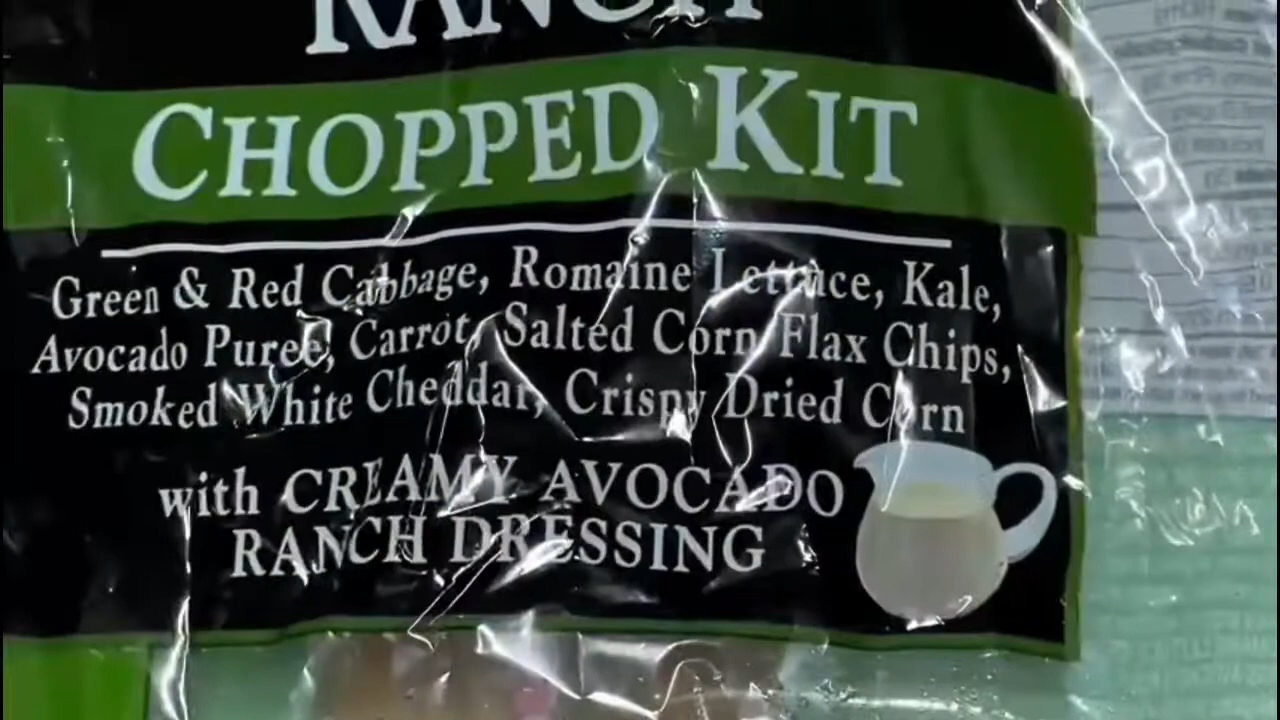 RANCH
CHOPPED KIT
Green & Red Cabbage, Romaine Lettuce, Kale,
Avocado Puree, Carrot, Salted Corn Flax Chips,
Smoked White Cheddar, Crispy Dried Corn
with CREAMY AVOCADO
RANCH DRESSING